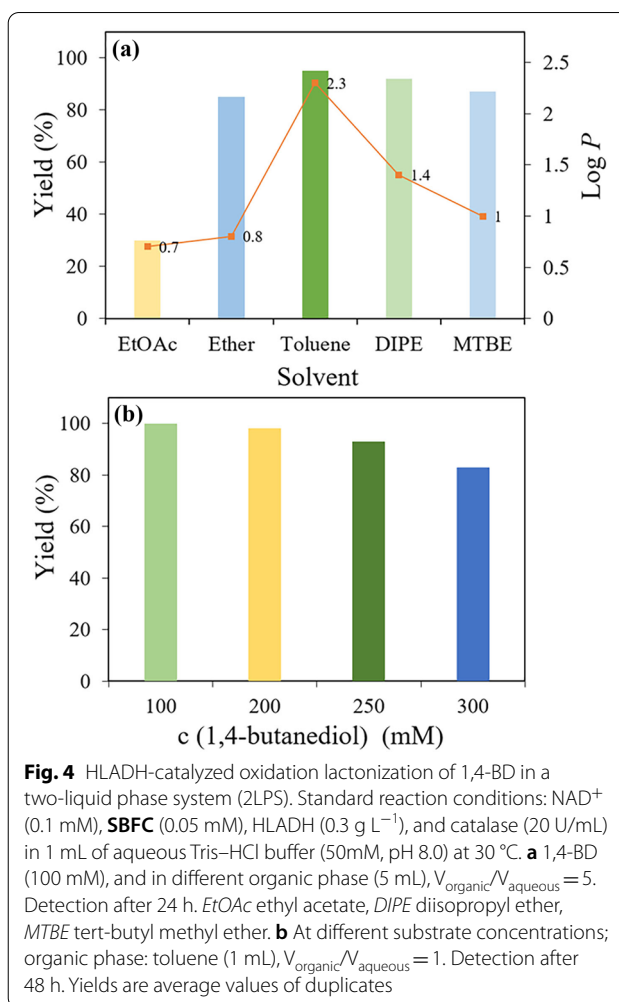 (a)
100
80
60
40
20
0
Yield (%)
2.5
2
1.5
1
0.5
0
Log P
0.7
0.8
2.3
1.4
1
EtOAc Ether Toluene DIPE MTBE
Solvent
(b)
100
80
60
40
20
0
Yield (%)
100 200 250 300
c (1,4-butanediol) (mM)
Fig. 4 HLADH-catalyzed oxidation lactonization of 1,4-BD in a
two-liquid phase system (2LPS). Standard reaction conditions: NAD+
(0.1 mM), SBFC (0.05 mM), HLADH (0.3 g L−1), and catalase (20 U/mL)
in 1 mL of aqueous Tris–HCl buffer (50mM, pH 8.0) at 30 °C. a 1,4-BD
(100 mM), and in different organic phase (5 mL), Vorganic/Vaqueous = 5.
Detection after 24 h. EtOAc ethyl acetate, DIPE diisopropyl ether,
MTBE tert-butyl methyl ether. b At different substrate concentrations;
organic phase: toluene (1 mL), Vorganic/Vaqueous = 1. Detection after
48 h. Yields are average values of duplicates